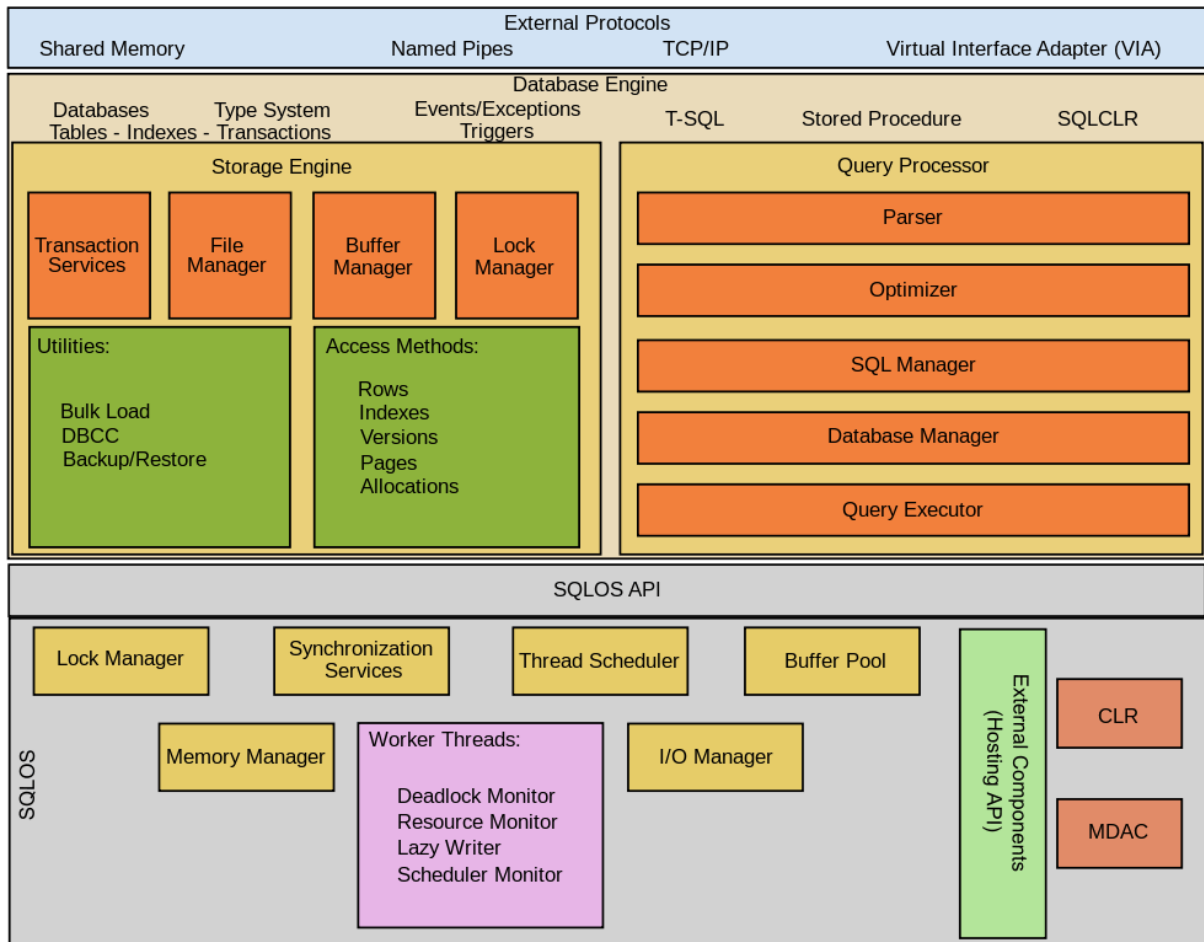 External Protocols
Shared Memory
Named Pipes
TCP/IP
Virtual Interface Adapter (VIA)
Database Engine
Databases
Type System
Tables - Indexes - Transactions
Events/Exceptions
Triggers
T-SQL
Stored Procedure
SQLCLR
Storage Engine
Transaction
Services
File
Manager
Buffer
Manager
Lock
Manager
Utilities:
Bulk Load
DBCC
Backup/Restore
Access Methods:
Rows
Indexes
Versions
Pages
Allocations
Query Processor
Parser
Optimizer
SQL Manager
Database Manager
Query Executor
SQLOS API
SQLOS
Lock Manager
Synchronization
Services
Thread Scheduler
Buffer Pool
Memory Manager
Worker Threads:
Deadlock Monitor
Resource Monitor
Lazy Writer
Scheduler Monitor
I/O Manager
External Components
(Hosting API)
CLR
MDAC